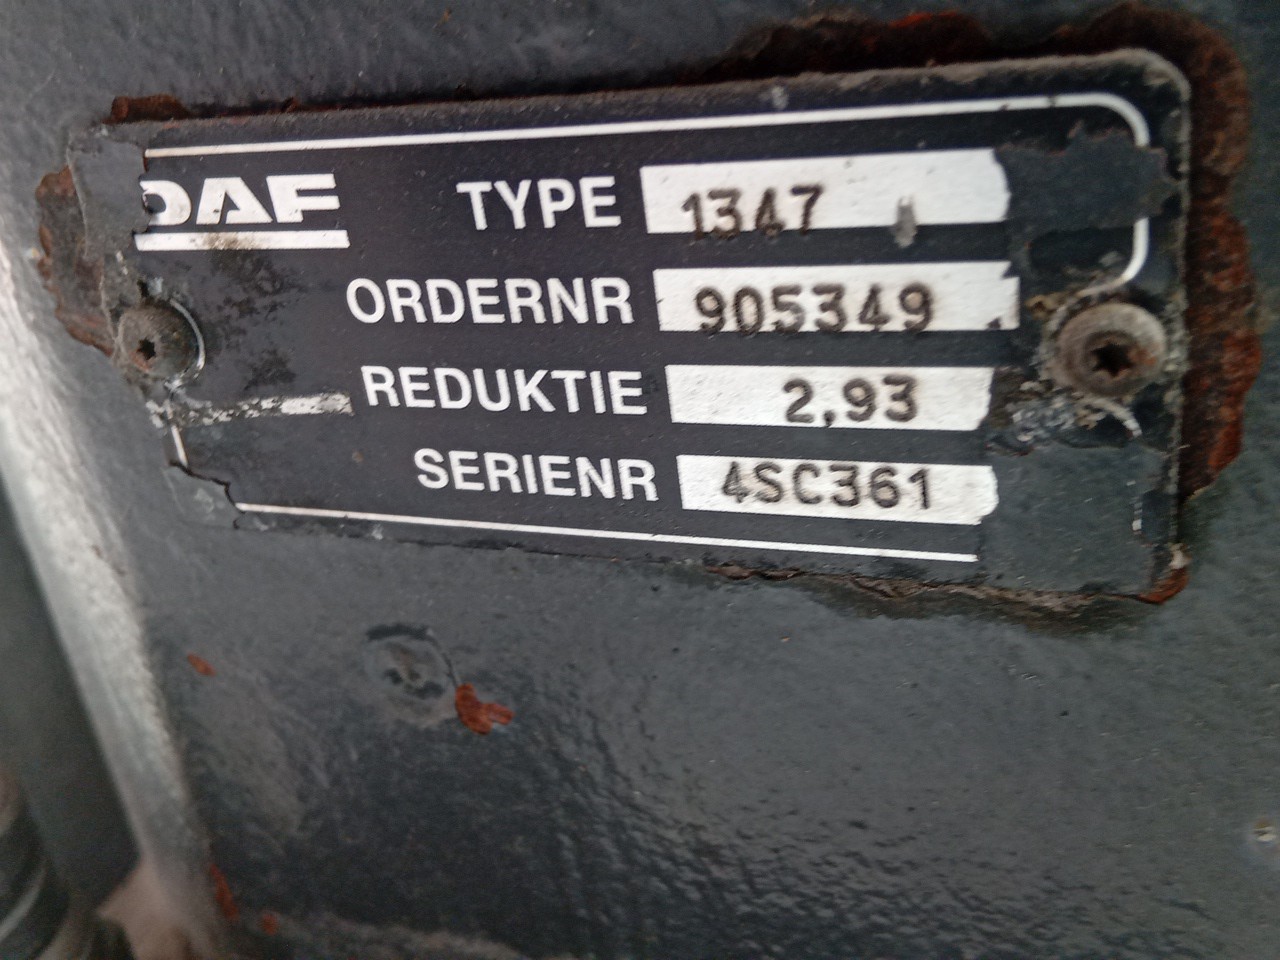 DAF
TYPE 1347
ORDERNR 905349
REDUKTIE 2,93
SERIENR 4SC361